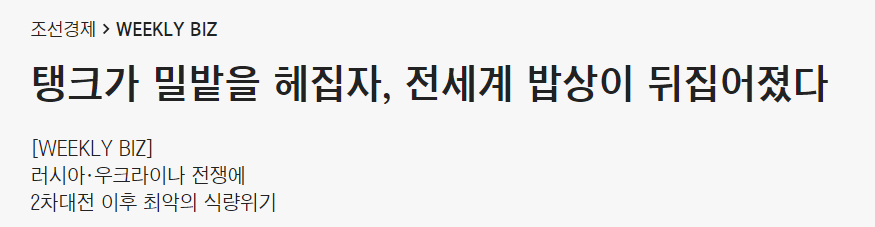 조선경제 > WEEKLY BIZ
탱크가 밀밭을 헤집자, 전세계 밥상이 뒤집어졌다
[WEEKLY BIZ]
러시아·우크라이나 전쟁에
2차대전 이후 최악의 식량위기